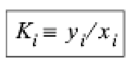 K_i ≡ y_i/x_i